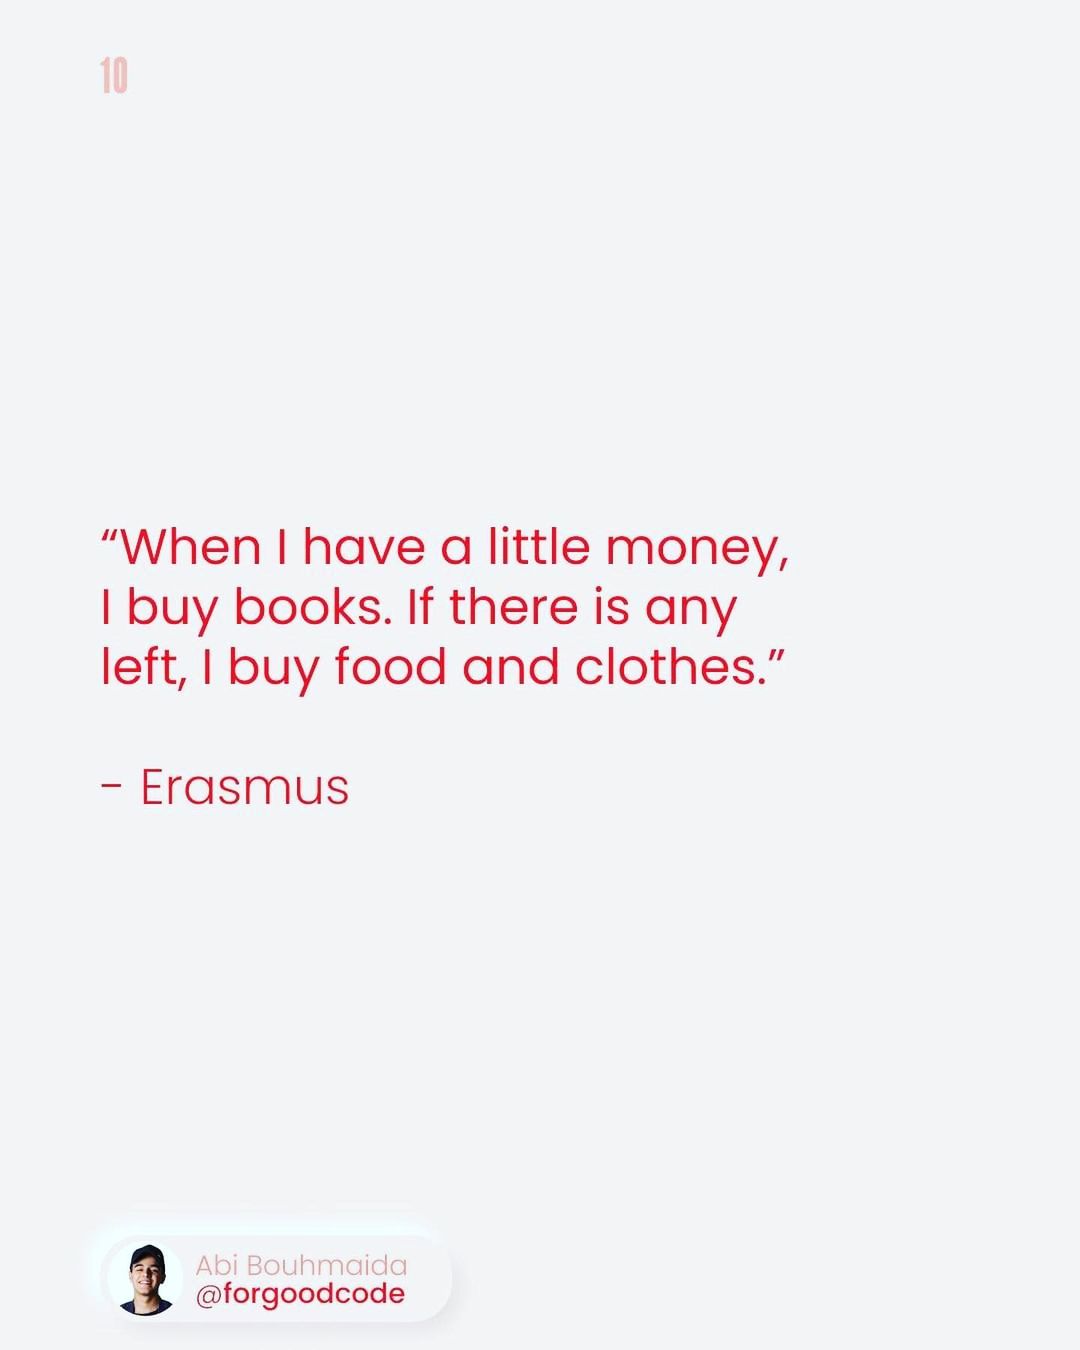 10
“When I have a little money,
I buy books. If there is any
left, I buy food and clothes.”
- Erasmus
Abi Bouhmaida
@forgoodcode